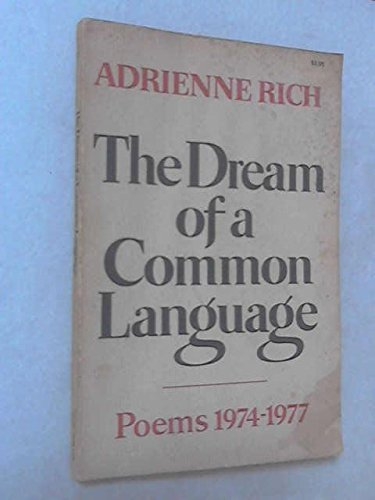 ADRIENNE RICH
The Dream
of a
Common
Language
Poems 1974-1977